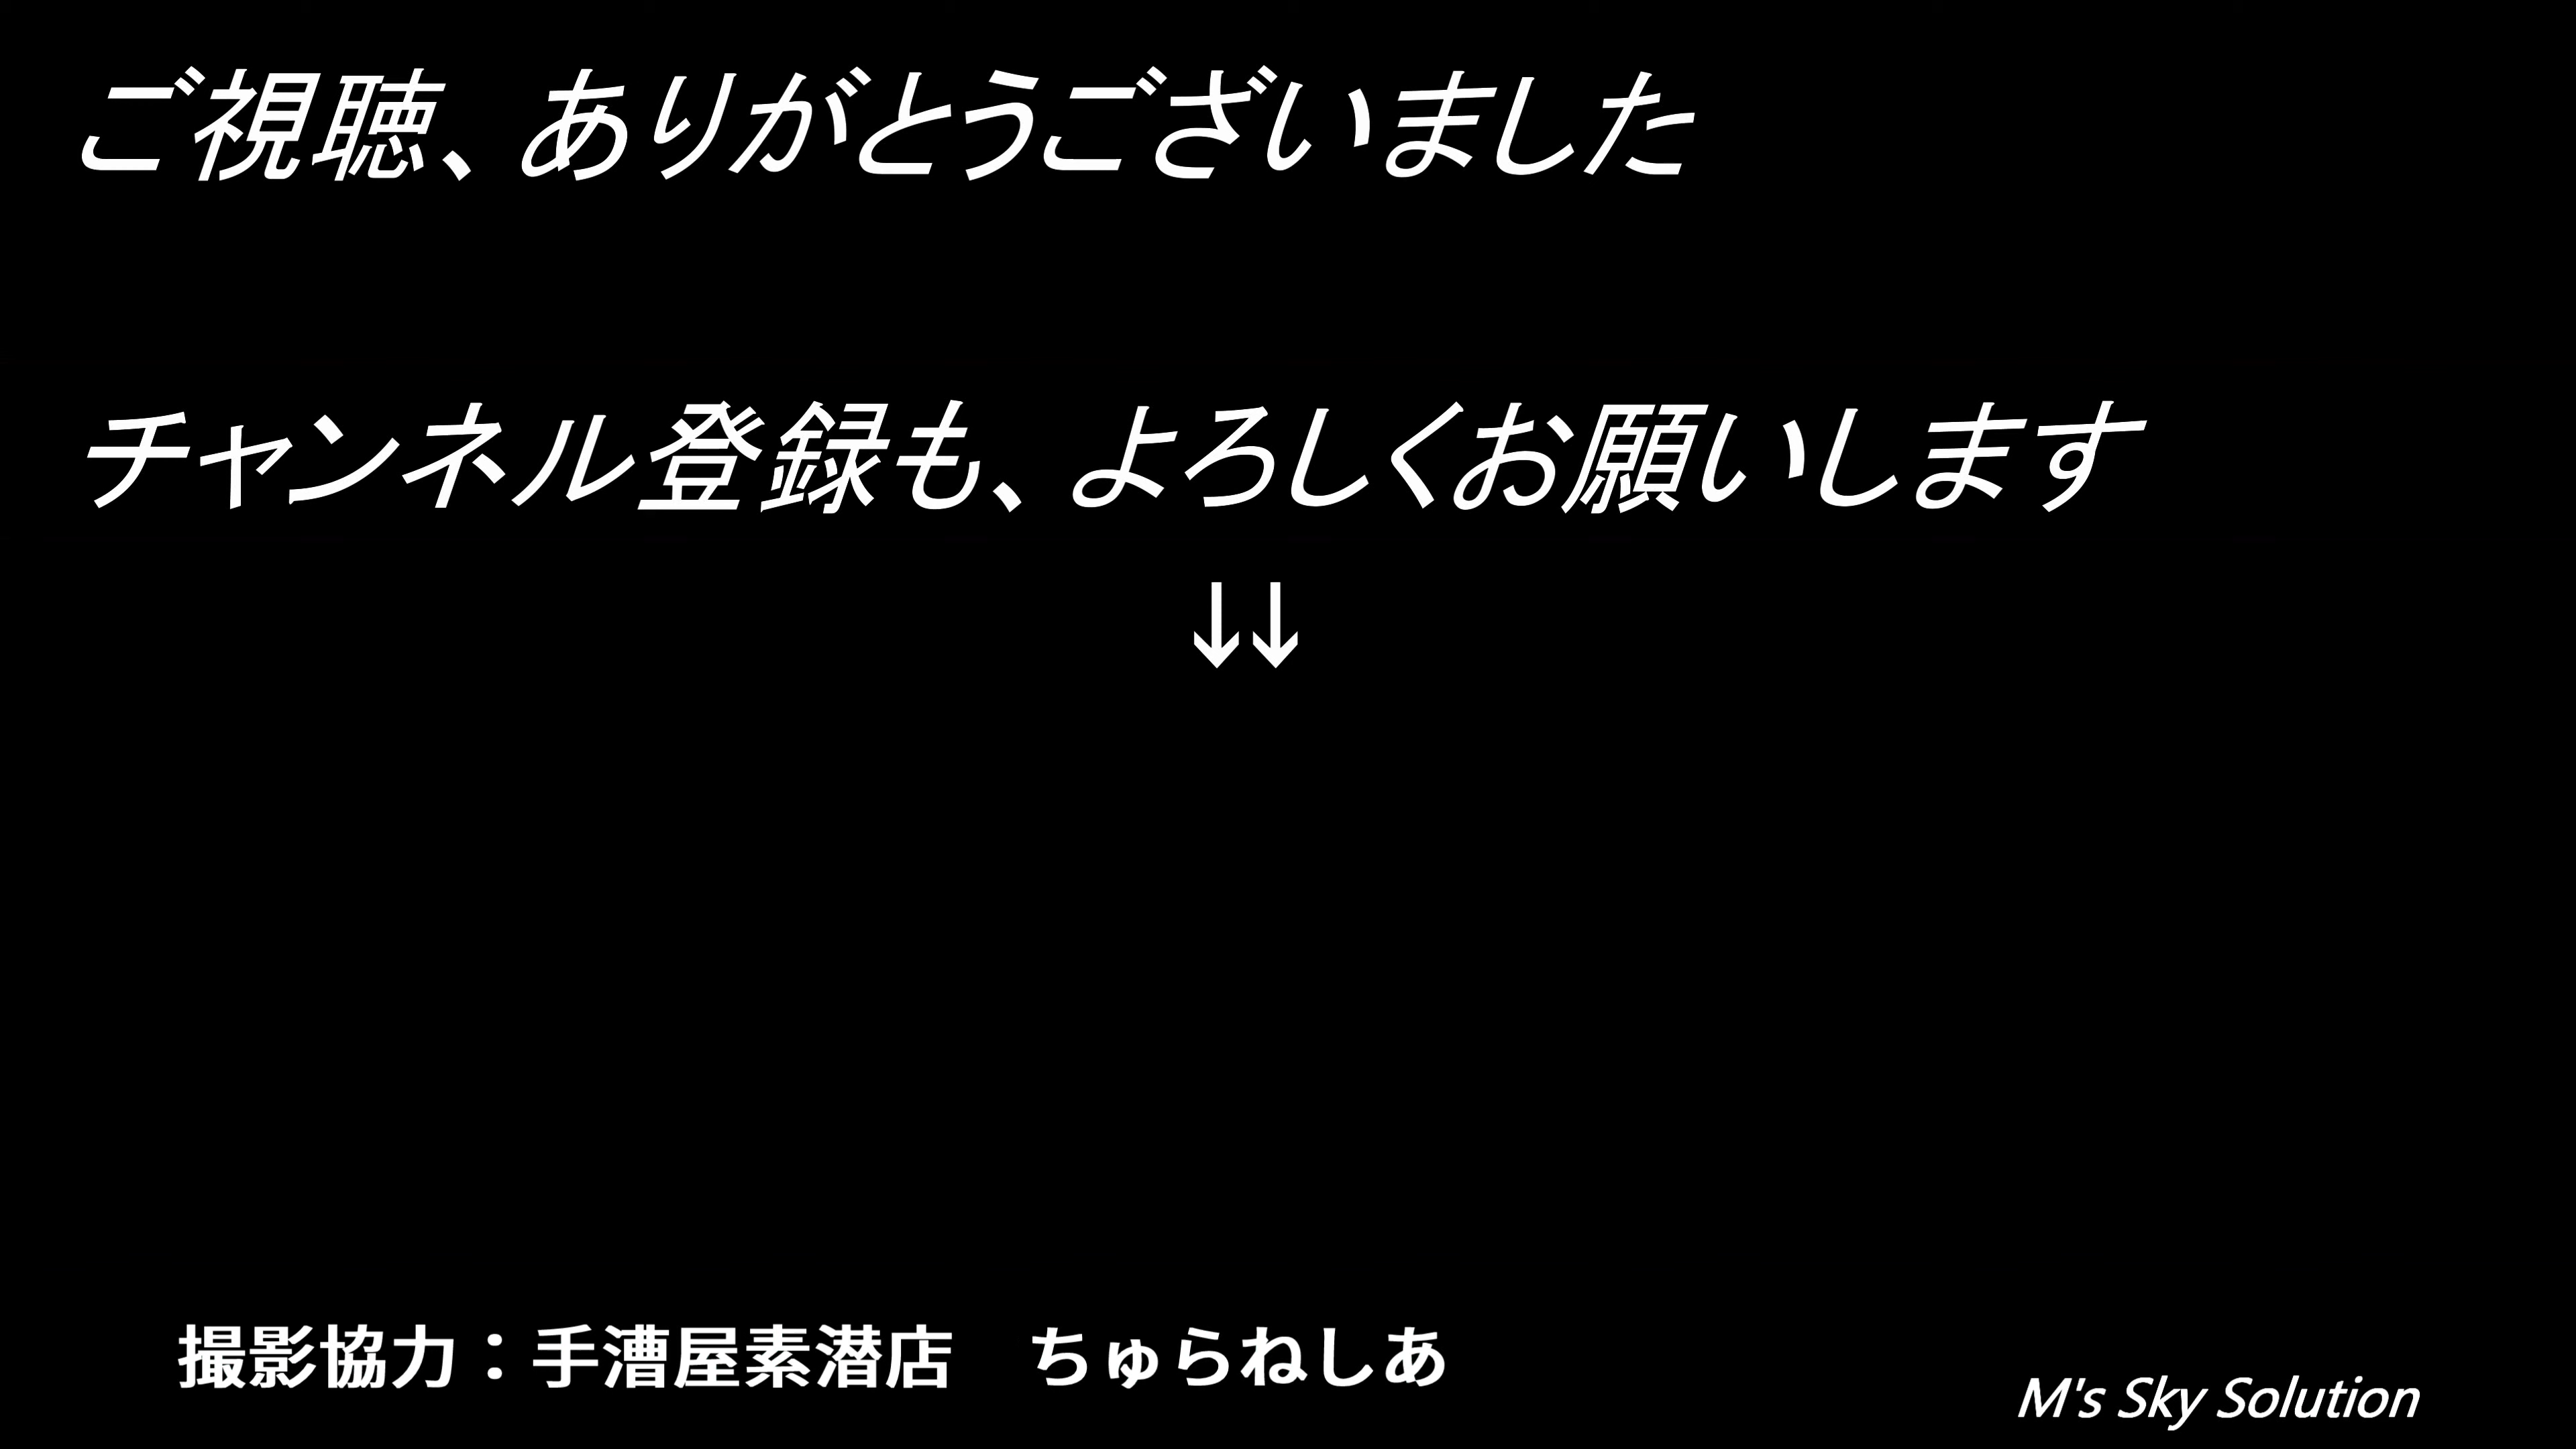 ご視聴、ありがとうございました
チャンネル登録も、よろしくお願いします
↓↓
撮影協力：手漕屋素潜店　ちゅらねしあ
M's Sky Solution